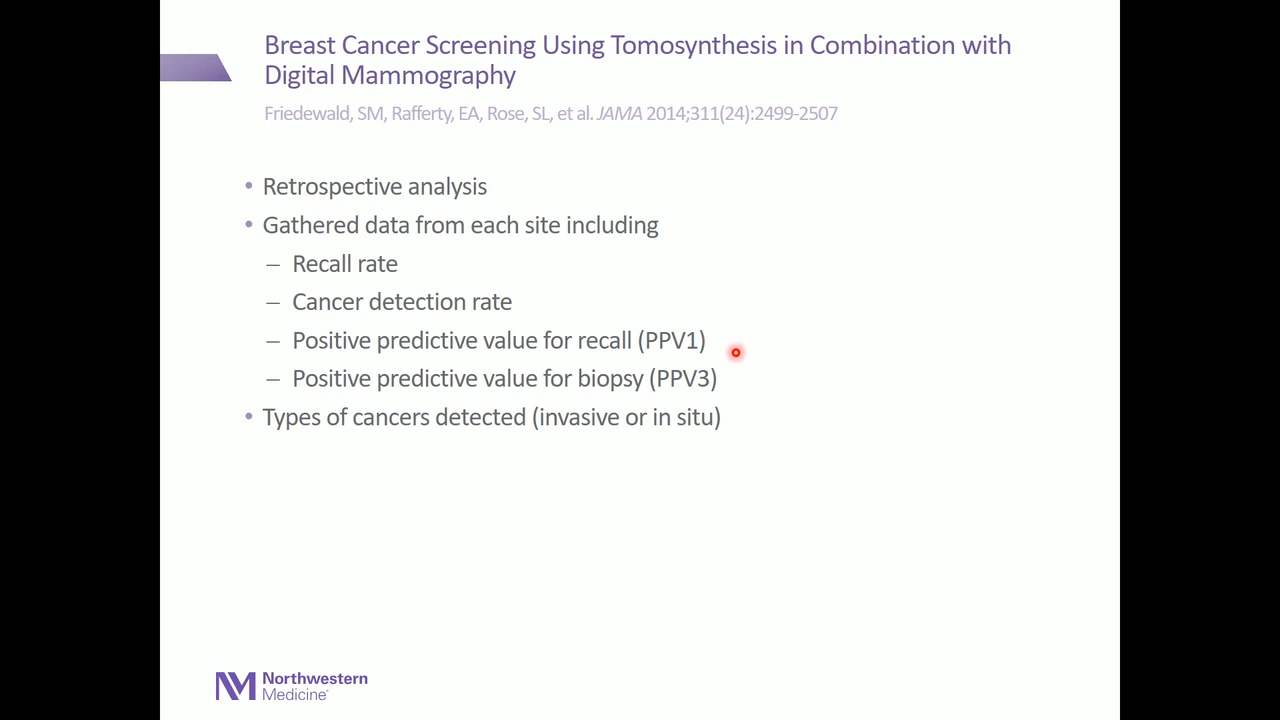 Breast Cancer Screening Using Tomosynthesis in Combination with
Digital Mammography
Friedewald, SM, Rafferty, EA, Rose, SL, et al. JAMA 2014;311(24):2499-2507
• Retrospective analysis
• Gathered data from each site including
– Recall rate
– Cancer detection rate
– Positive predictive value for recall (PPV1)
– Positive predictive value for biopsy (PPV3)
• Types of cancers detected (invasive or in situ)
NM Northwestern
Medicine®